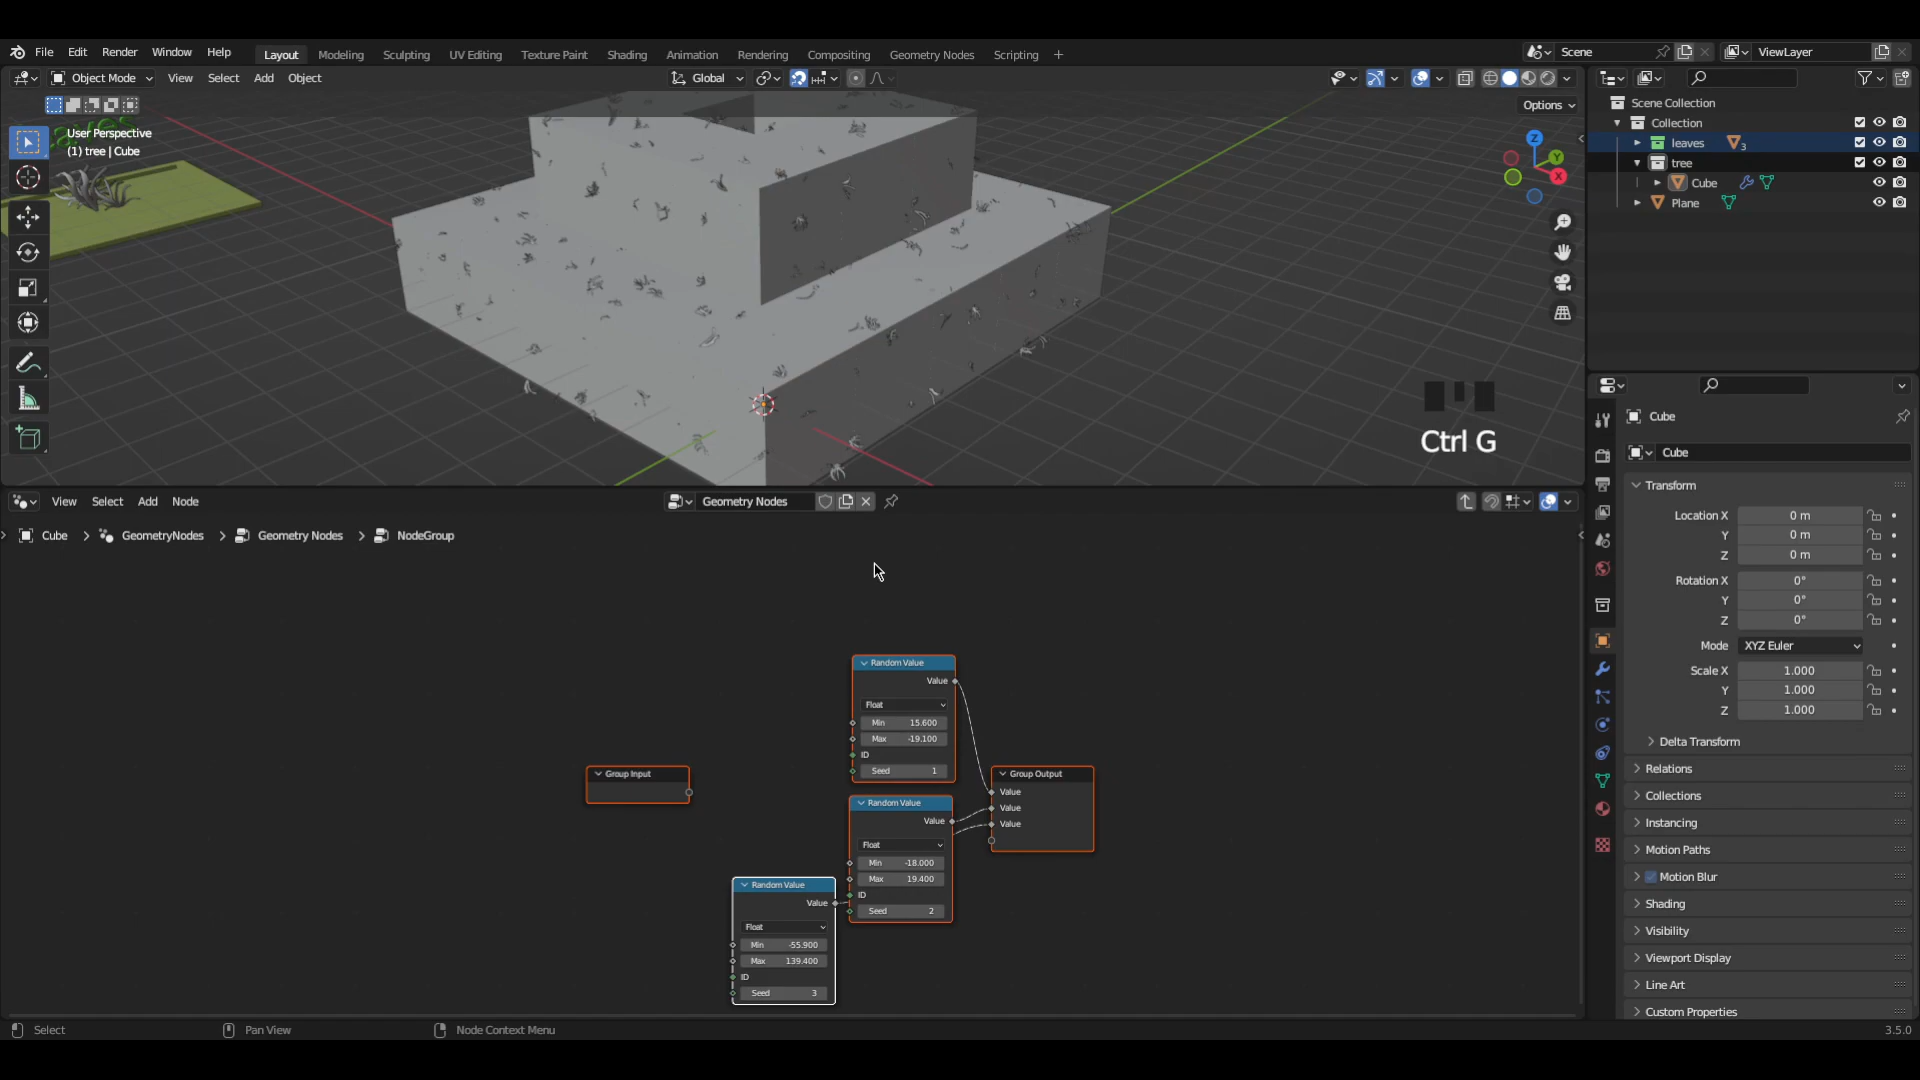 File Edit Render Window Help Layout Modeling Sculpting UV Editing Texture Paint Shading Animation Rendering Compositing Geometry Nodes Scripting + Scene ViewLayer
Object Mode View Select Add Object Global
Options
User Perspective
(1) tree | Cube
Z
Y
X
Ctrl G
Scene Collection
Collection
leaves 3
tree
Cube
Plane
View Select Add Node Geometry Nodes
Cube > GeometryNodes > Geometry Nodes > NodeGroup
Group Input
Random Value
Value
Float
Min 15.600
Max -19.100
ID
Seed 1
Random Value
Value
Float
Min -18.000
Max 19.400
ID
Seed 2
Random Value
Value
Float
Min -55.900
Max 139.400
ID
Seed 3
Group Output
Value
Value
Value
Cube
Cube
Transform
Location X 0 m
Y 0 m
Z 0 m
Rotation X 0°
Y 0°
Z 0°
Mode XYZ Euler
Scale X 1.000
Y 1.000
Z 1.000
Delta Transform
Relations
Collections
Instancing
Motion Paths
Motion Blur
Shading
Visibility
Viewport Display
Line Art
Custom Properties
Select Pan View Node Context Menu 3.5.0